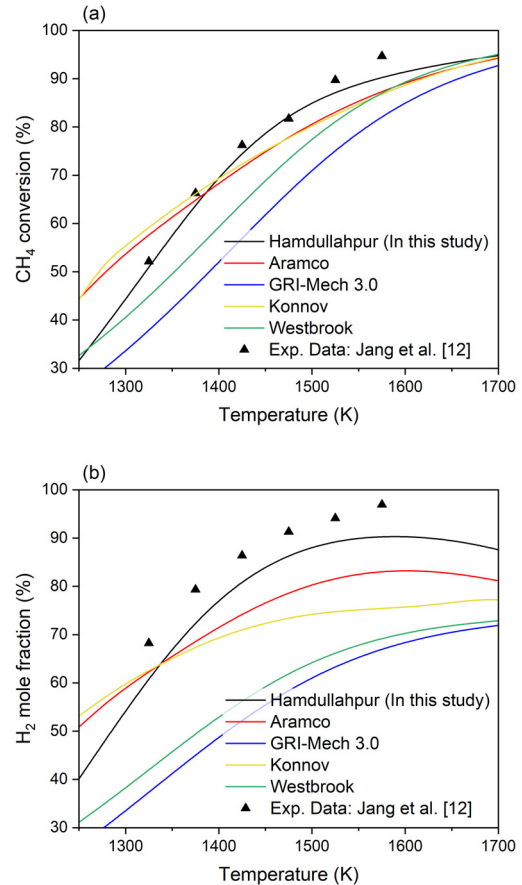 (a)
100
90
80
70
60
50
40
30
CH₄ conversion (%)
Hamdullahpur (In this study)
Aramco
GRI-Mech 3.0
Konnov
Westbrook
Exp. Data: Jang et al. [12]
1300 1400 1500 1600 1700
Temperature (K)
(b)
100
90
80
70
60
50
40
30
H₂ mole fraction (%)
Hamdullahpur (In this study)
Aramco
GRI-Mech 3.0
Konnov
Westbrook
Exp. Data: Jang et al. [12]
1300 1400 1500 1600 1700
Temperature (K)